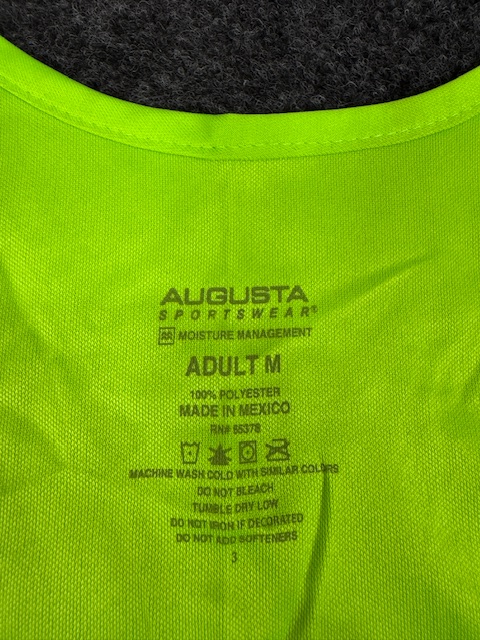 AUGUSTA
SPORTSWEAR®
MOISTURE MANAGEMENT
ADULT M
100% POLYESTER
MADE IN MEXICO
RN# 55378
MACHINE WASH COLD WITH SIMILAR COLORS
DO NOT BLEACH
TUMBLE DRY LOW
DO NOT IRON IF DECORATED
DO NOT ADD SOFTENERS
3